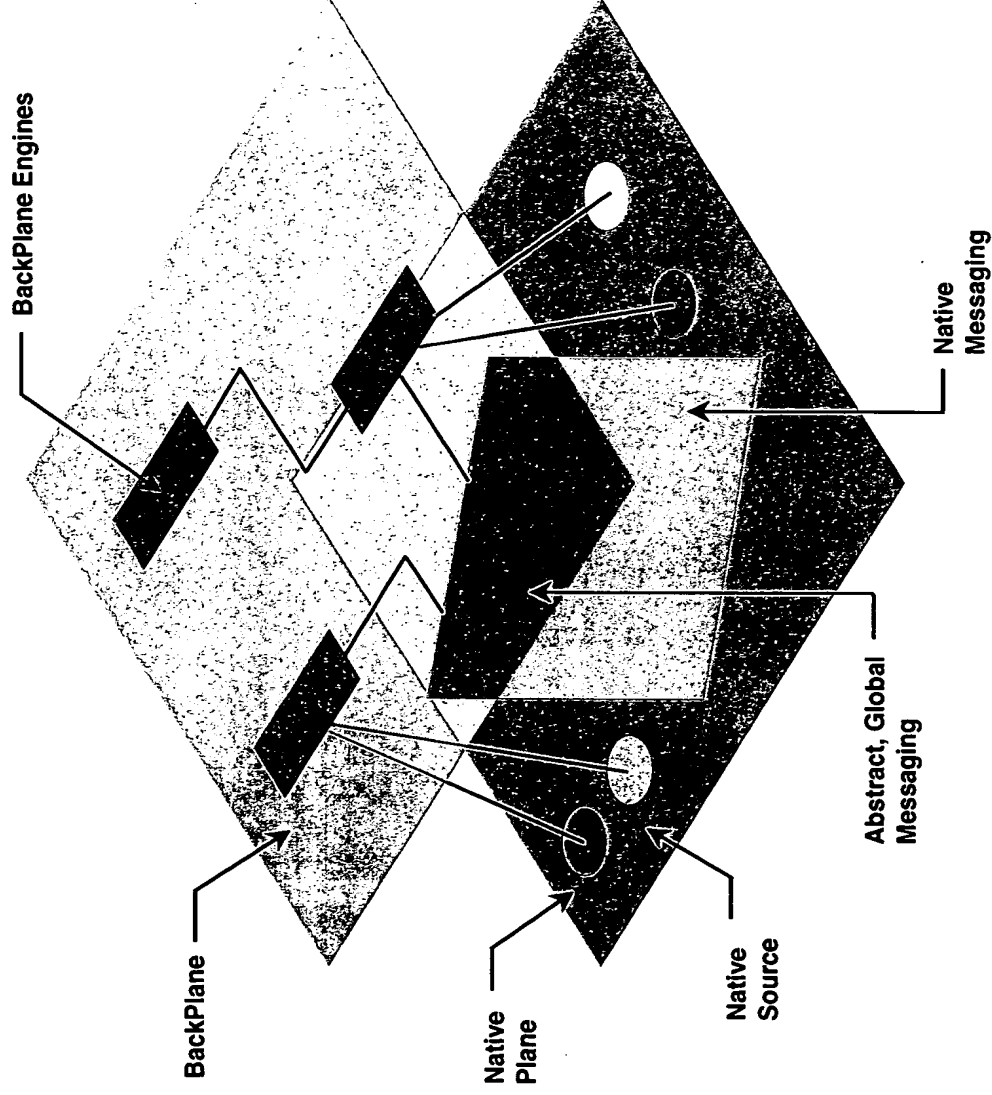 BackPlane Engines
BackPlane
Native
Plane
Native
Source
Abstract, Global
Messaging
Native
Messaging